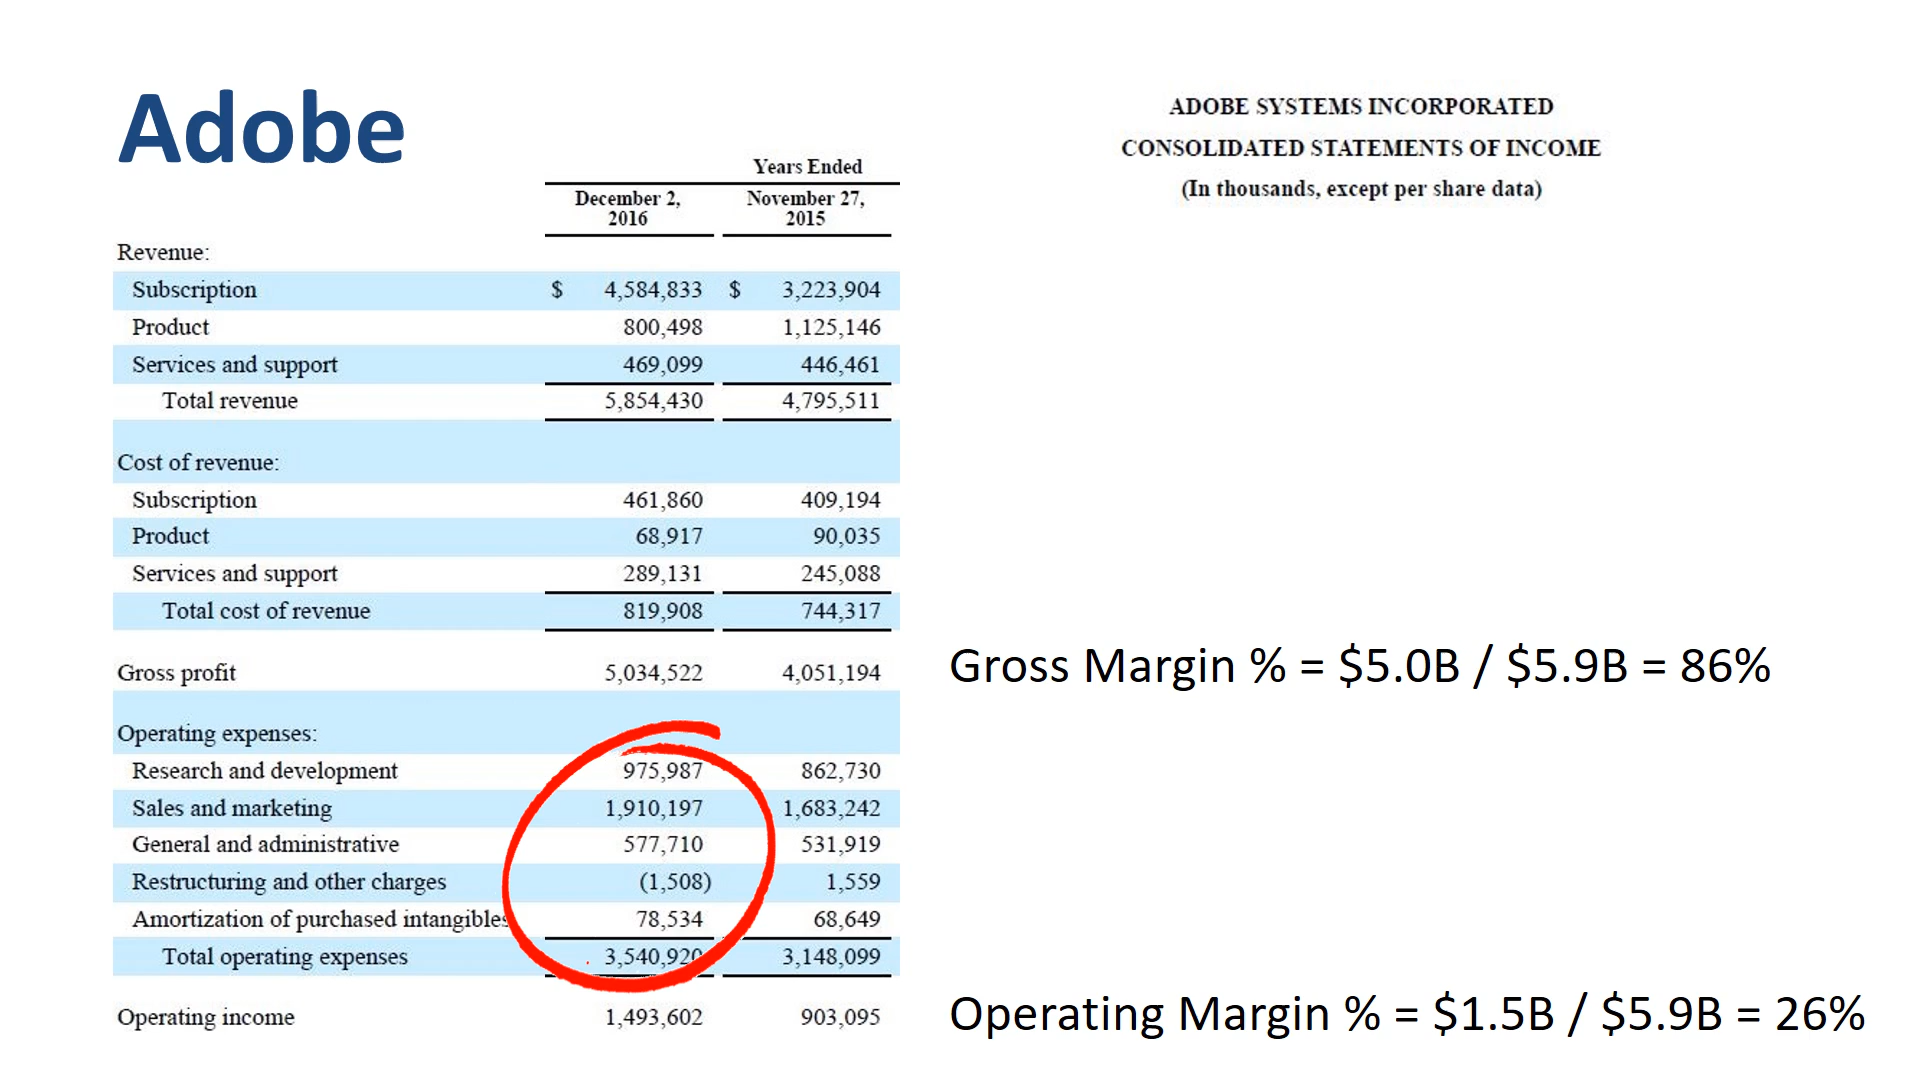 Adobe
ADOBE SYSTEMS INCORPORATED
CONSOLIDATED STATEMENTS OF INCOME
(In thousands, except per share data)
Years Ended
December 2, 2016 November 27, 2015
Revenue:
Subscription $ 4,584,833 $ 3,223,904
Product 800,498 1,125,146
Services and support 469,099 446,461
Total revenue 5,854,430 4,795,511
Cost of revenue:
Subscription 461,860 409,194
Product 68,917 90,035
Services and support 289,131 245,088
Total cost of revenue 819,908 744,317
Gross profit 5,034,522 4,051,194
Gross Margin % = $5.0B / $5.9B = 86%
Operating expenses:
Research and development 975,987 862,730
Sales and marketing 1,910,197 1,683,242
General and administrative 577,710 531,919
Restructuring and other charges (1,508) 1,559
Amortization of purchased intangibles 78,534 68,649
Total operating expenses 3,540,920 3,148,099
Operating income 1,493,602 903,095
Operating Margin % = $1.5B / $5.9B = 26%